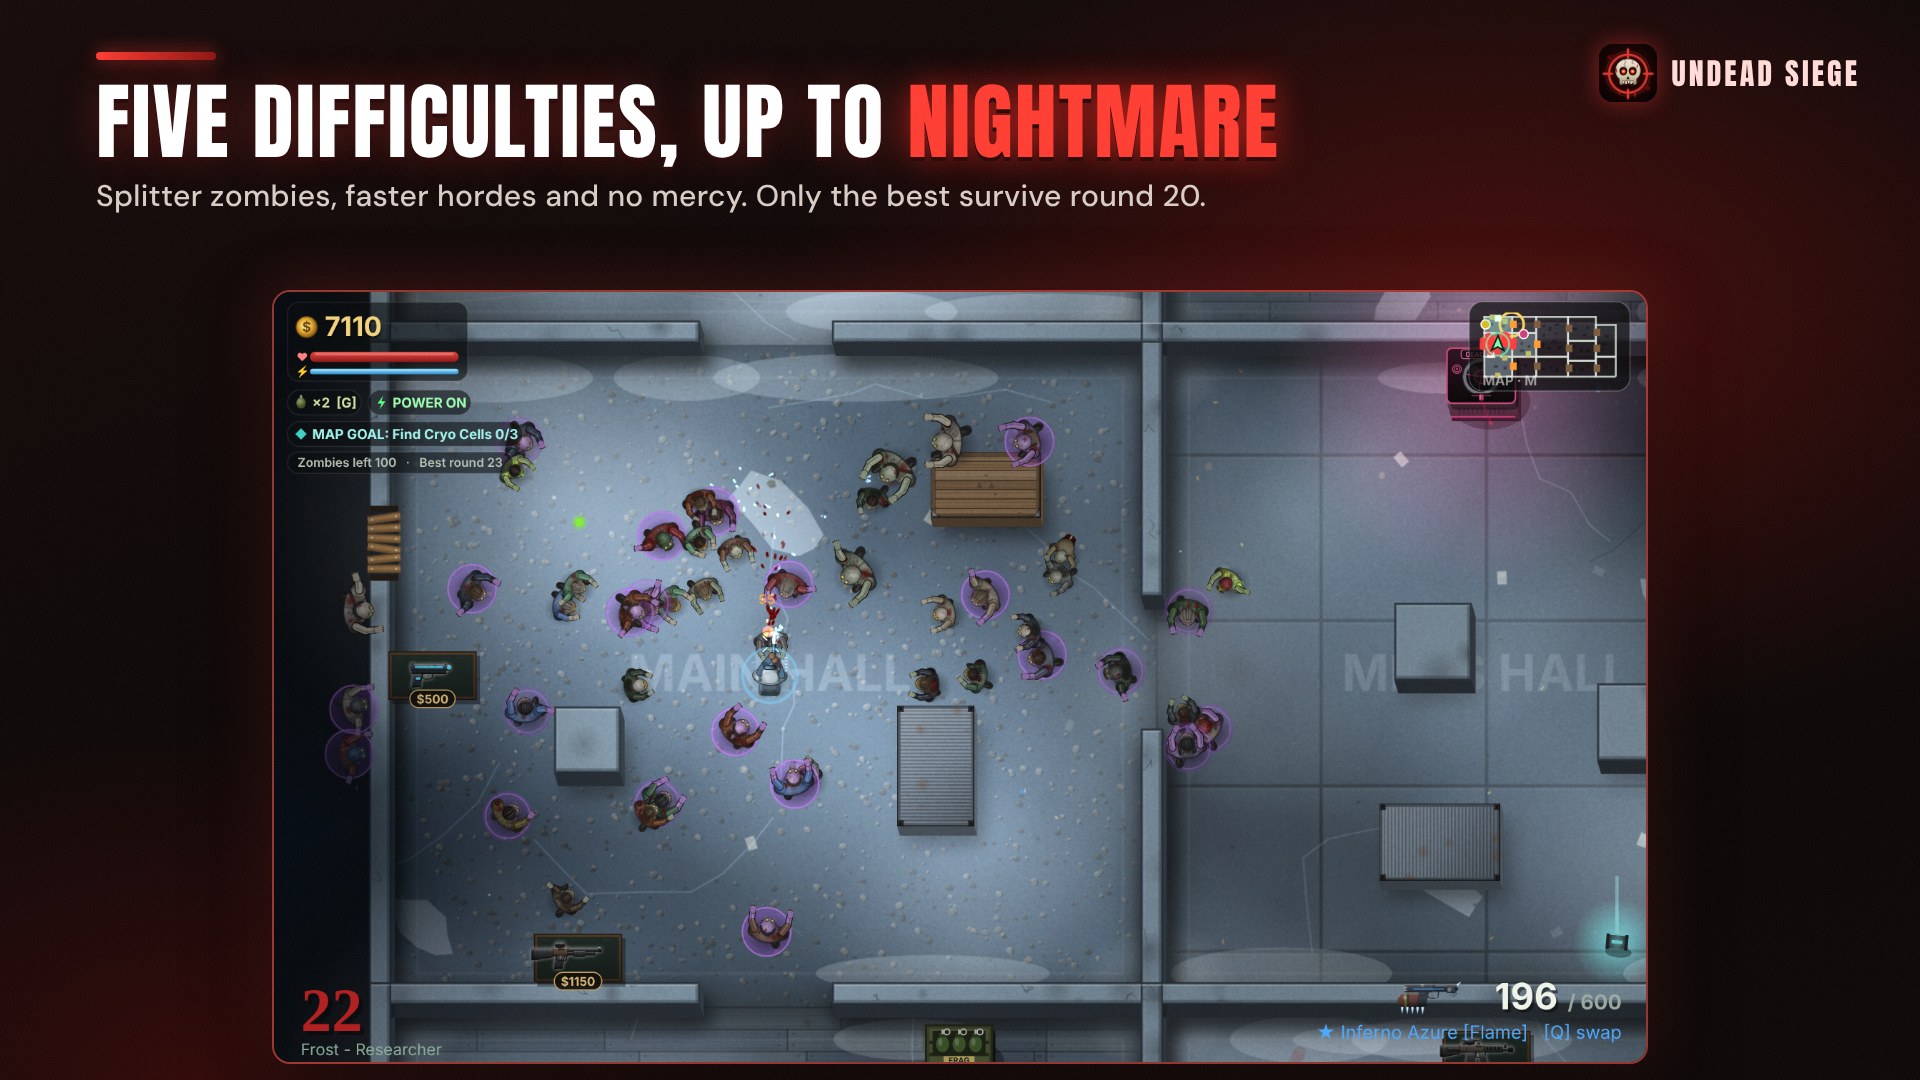 UNDEAD SIEGE
FIVE DIFFICULTIES, UP TO NIGHTMARE
Splitter zombies, faster hordes and no mercy. Only the best survive round 20.
$ 7110
×2 [G] POWER ON
MAP GOAL: Find Cryo Cells 0/3
Zombies left 100 · Best round 23
MAP · M
MAIN HALL
HALL
$500
$1150
22
Frost - Researcher
FRAG
196 / 600
★ Inferno Azure [Flame] [Q] swap